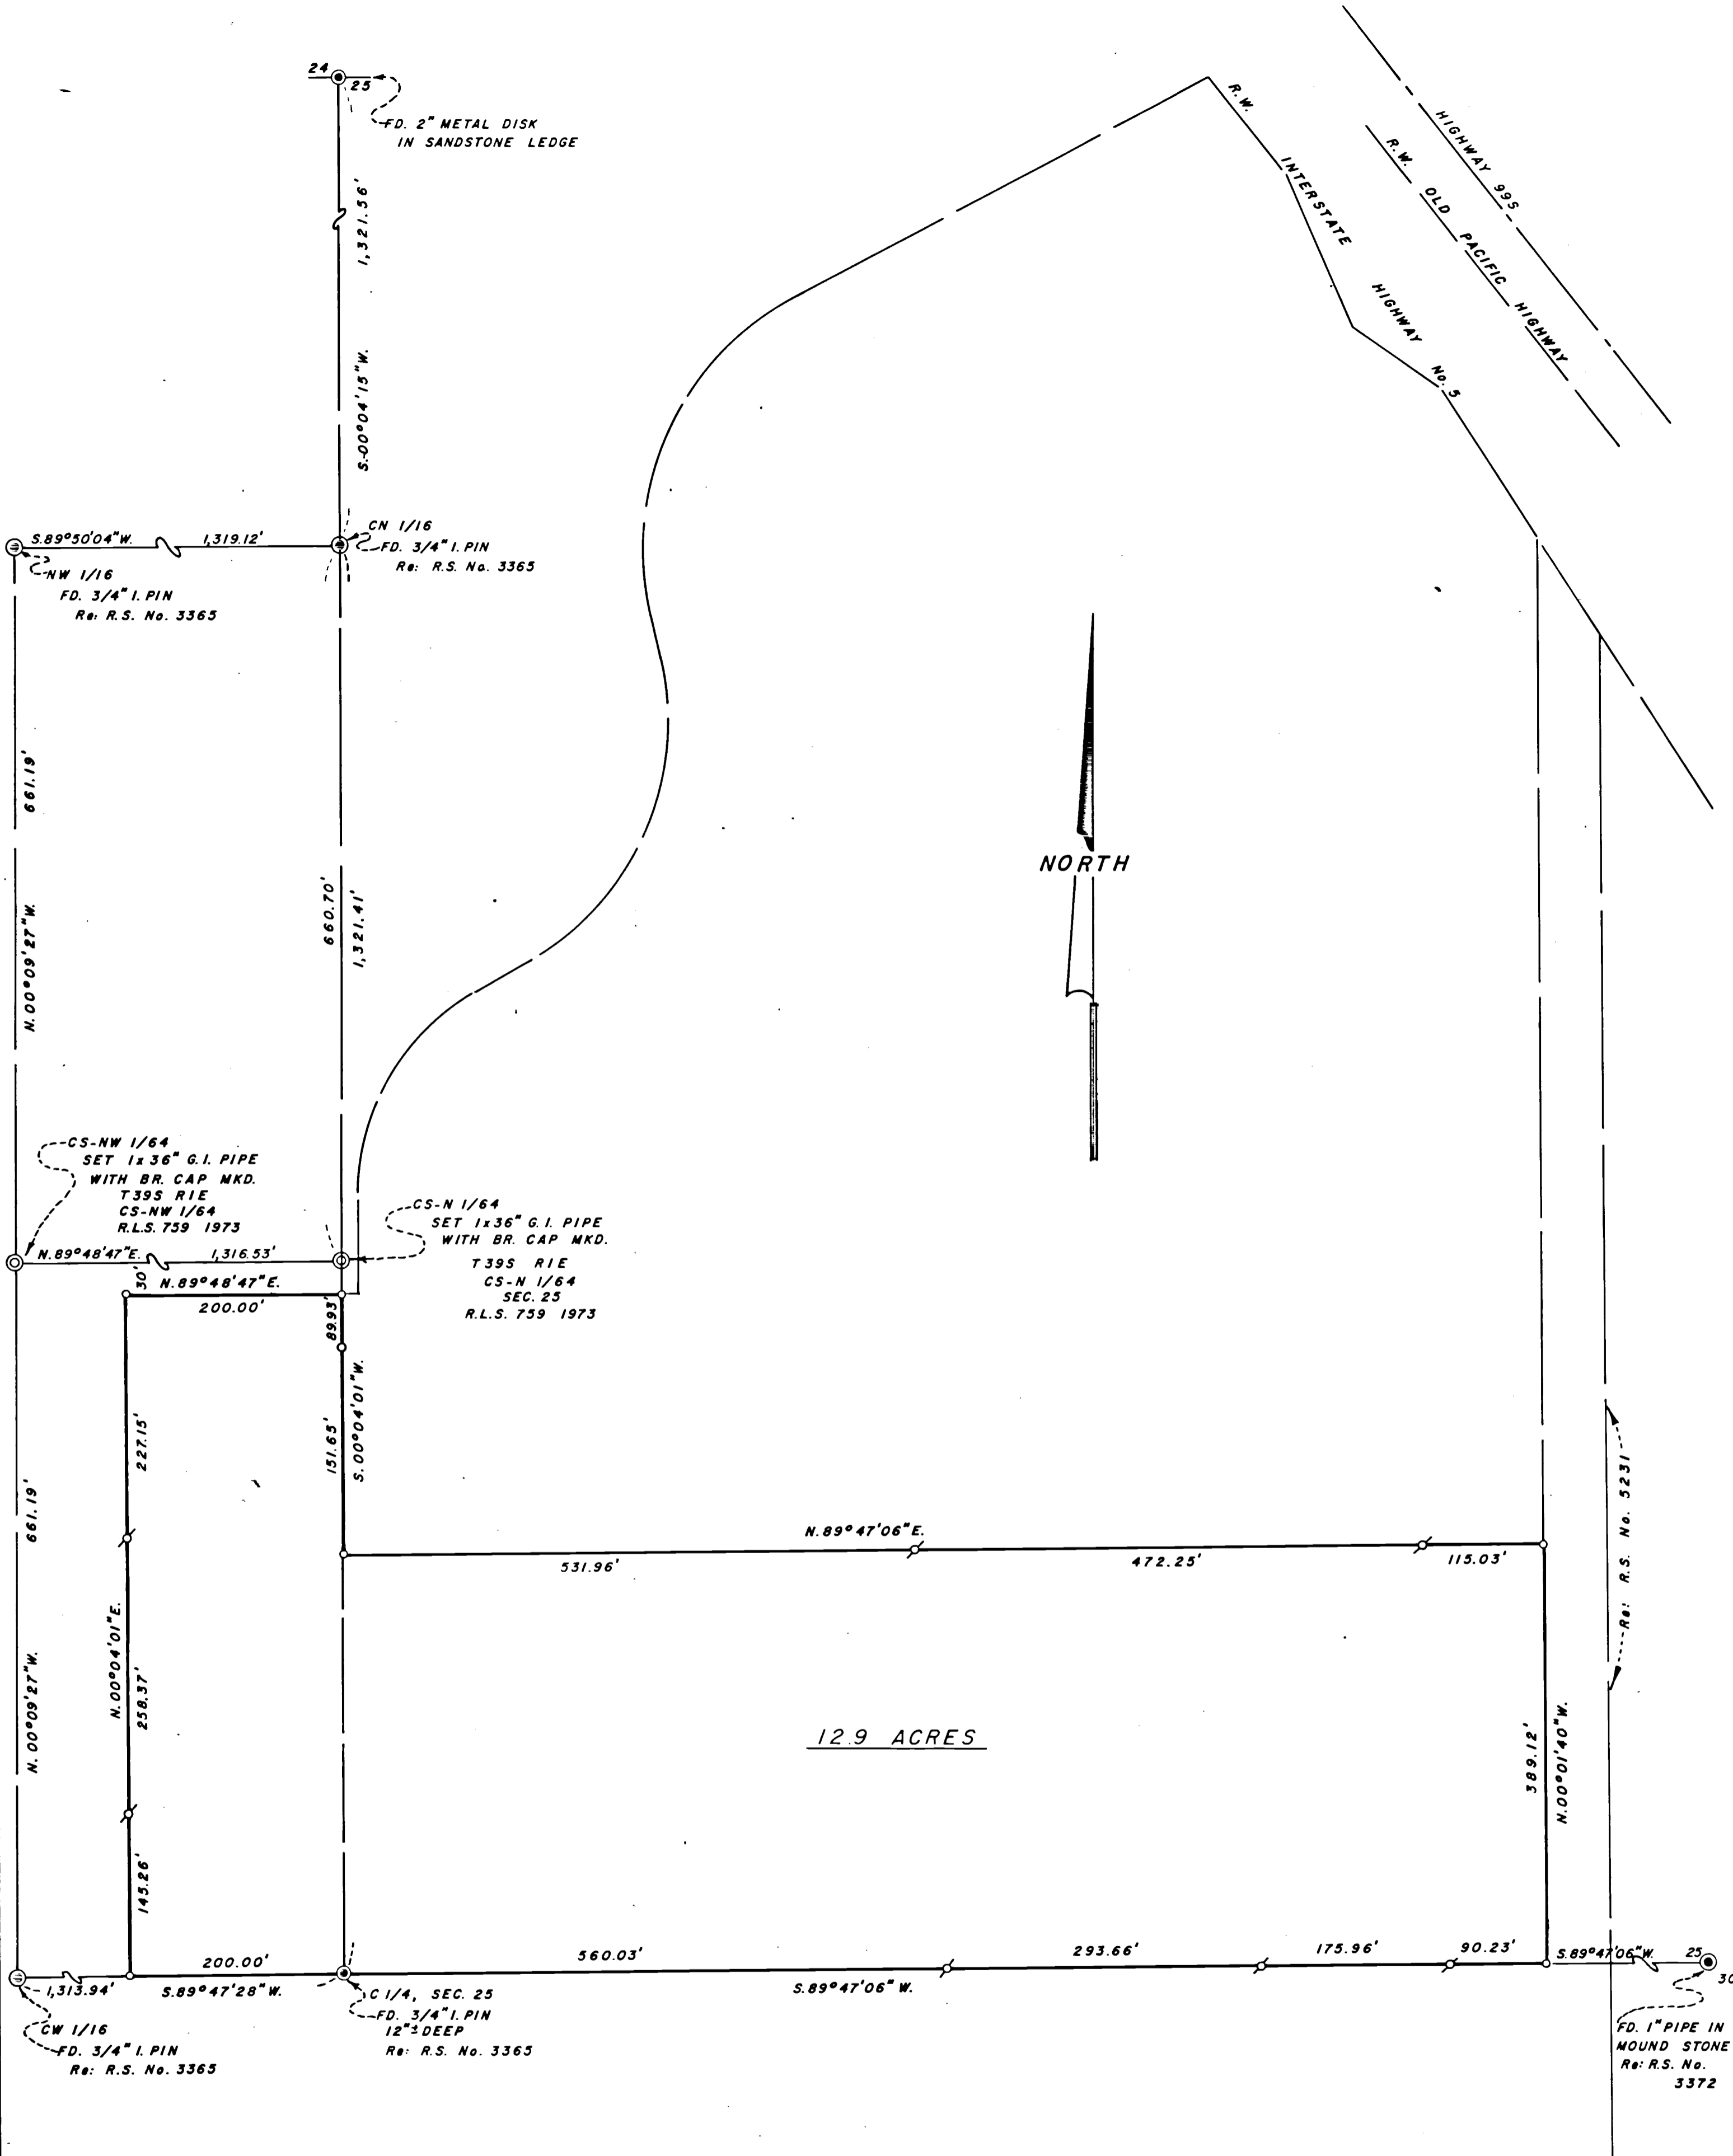 24
25
FD. 2" METAL DISK
IN SANDSTONE LEDGE
1,321.56'
S.00°04'15"W.
R.W. INTERSTATE HIGHWAY No. 5
R.W. OLD PACIFIC HIGHWAY
HIGHWAY 99S
S.89°50'04"W. 1,319.12'
NW 1/16
FD. 3/4" I. PIN
Re: R.S. No. 3365
CN 1/16
FD. 3/4" I. PIN
Re: R.S. No. 3365
661.19'
N.00°09'27"W.
660.70'
1,321.41'
NORTH
CS-NW 1/64
SET 1x36" G.I. PIPE
WITH BR. CAP MKD.
T39S R1E
CS-NW 1/64
R.L.S. 759 1973
CS-N 1/64
SET 1x36" G.I. PIPE
WITH BR. CAP MKD.
T39S R1E
CS-N 1/64
SEC. 25
R.L.S. 759 1973
N.89°48'47"E. 1,316.53'
30'
N.89°48'47"E.
200.00'
89.93'
151.65'
S.00°04'01"W.
227.15'
661.19'
N.00°09'27"W.
N.00°04'01"E.
258.37'
145.26'
N.89°47'06"E.
531.96'
472.25'
115.03'
Re: R.S. No. 5231
12.9 ACRES
389.12'
N.00°01'40"W.
1,313.94'
200.00'
S.89°47'28"W.
560.03'
293.66'
175.96'
90.23'
S.89°47'06"W.
S.89°47'06"W.
25
30
CW 1/16
FD. 3/4" I. PIN
Re: R.S. No. 3365
C 1/4, SEC. 25
FD. 3/4" I. PIN
12"± DEEP
Re: R.S. No. 3365
FD. 1" PIPE IN
MOUND STONE
Re: R.S. No.
3372